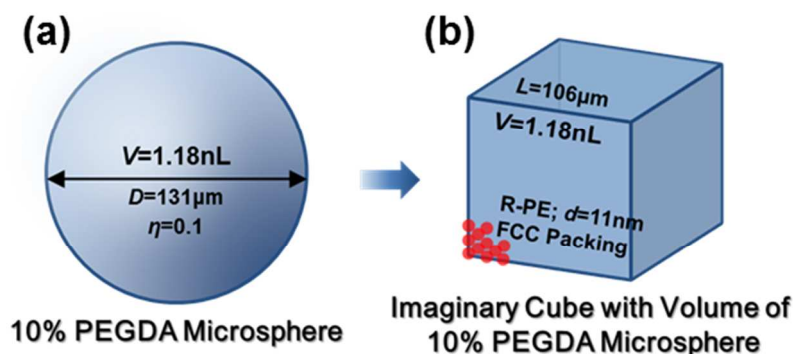 (a)
V=1.18nL
D=131μm
η=0.1
10% PEGDA Microsphere
(b)
L=106μm
V=1.18nL
R-PE; d=11nm
FCC Packing
Imaginary Cube with Volume of
10% PEGDA Microsphere